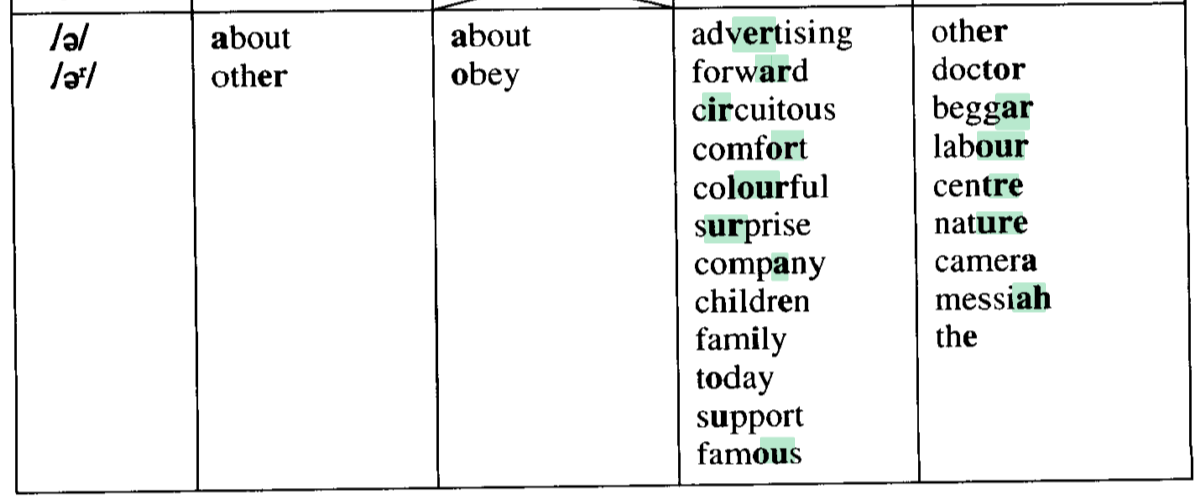 /ə/ about about advertising other
/əʳ/ other obey forward doctor
circuitous beggar
comfort labour
colourful centre
surprise nature
company camera
children messiah
family the
today
support
famous